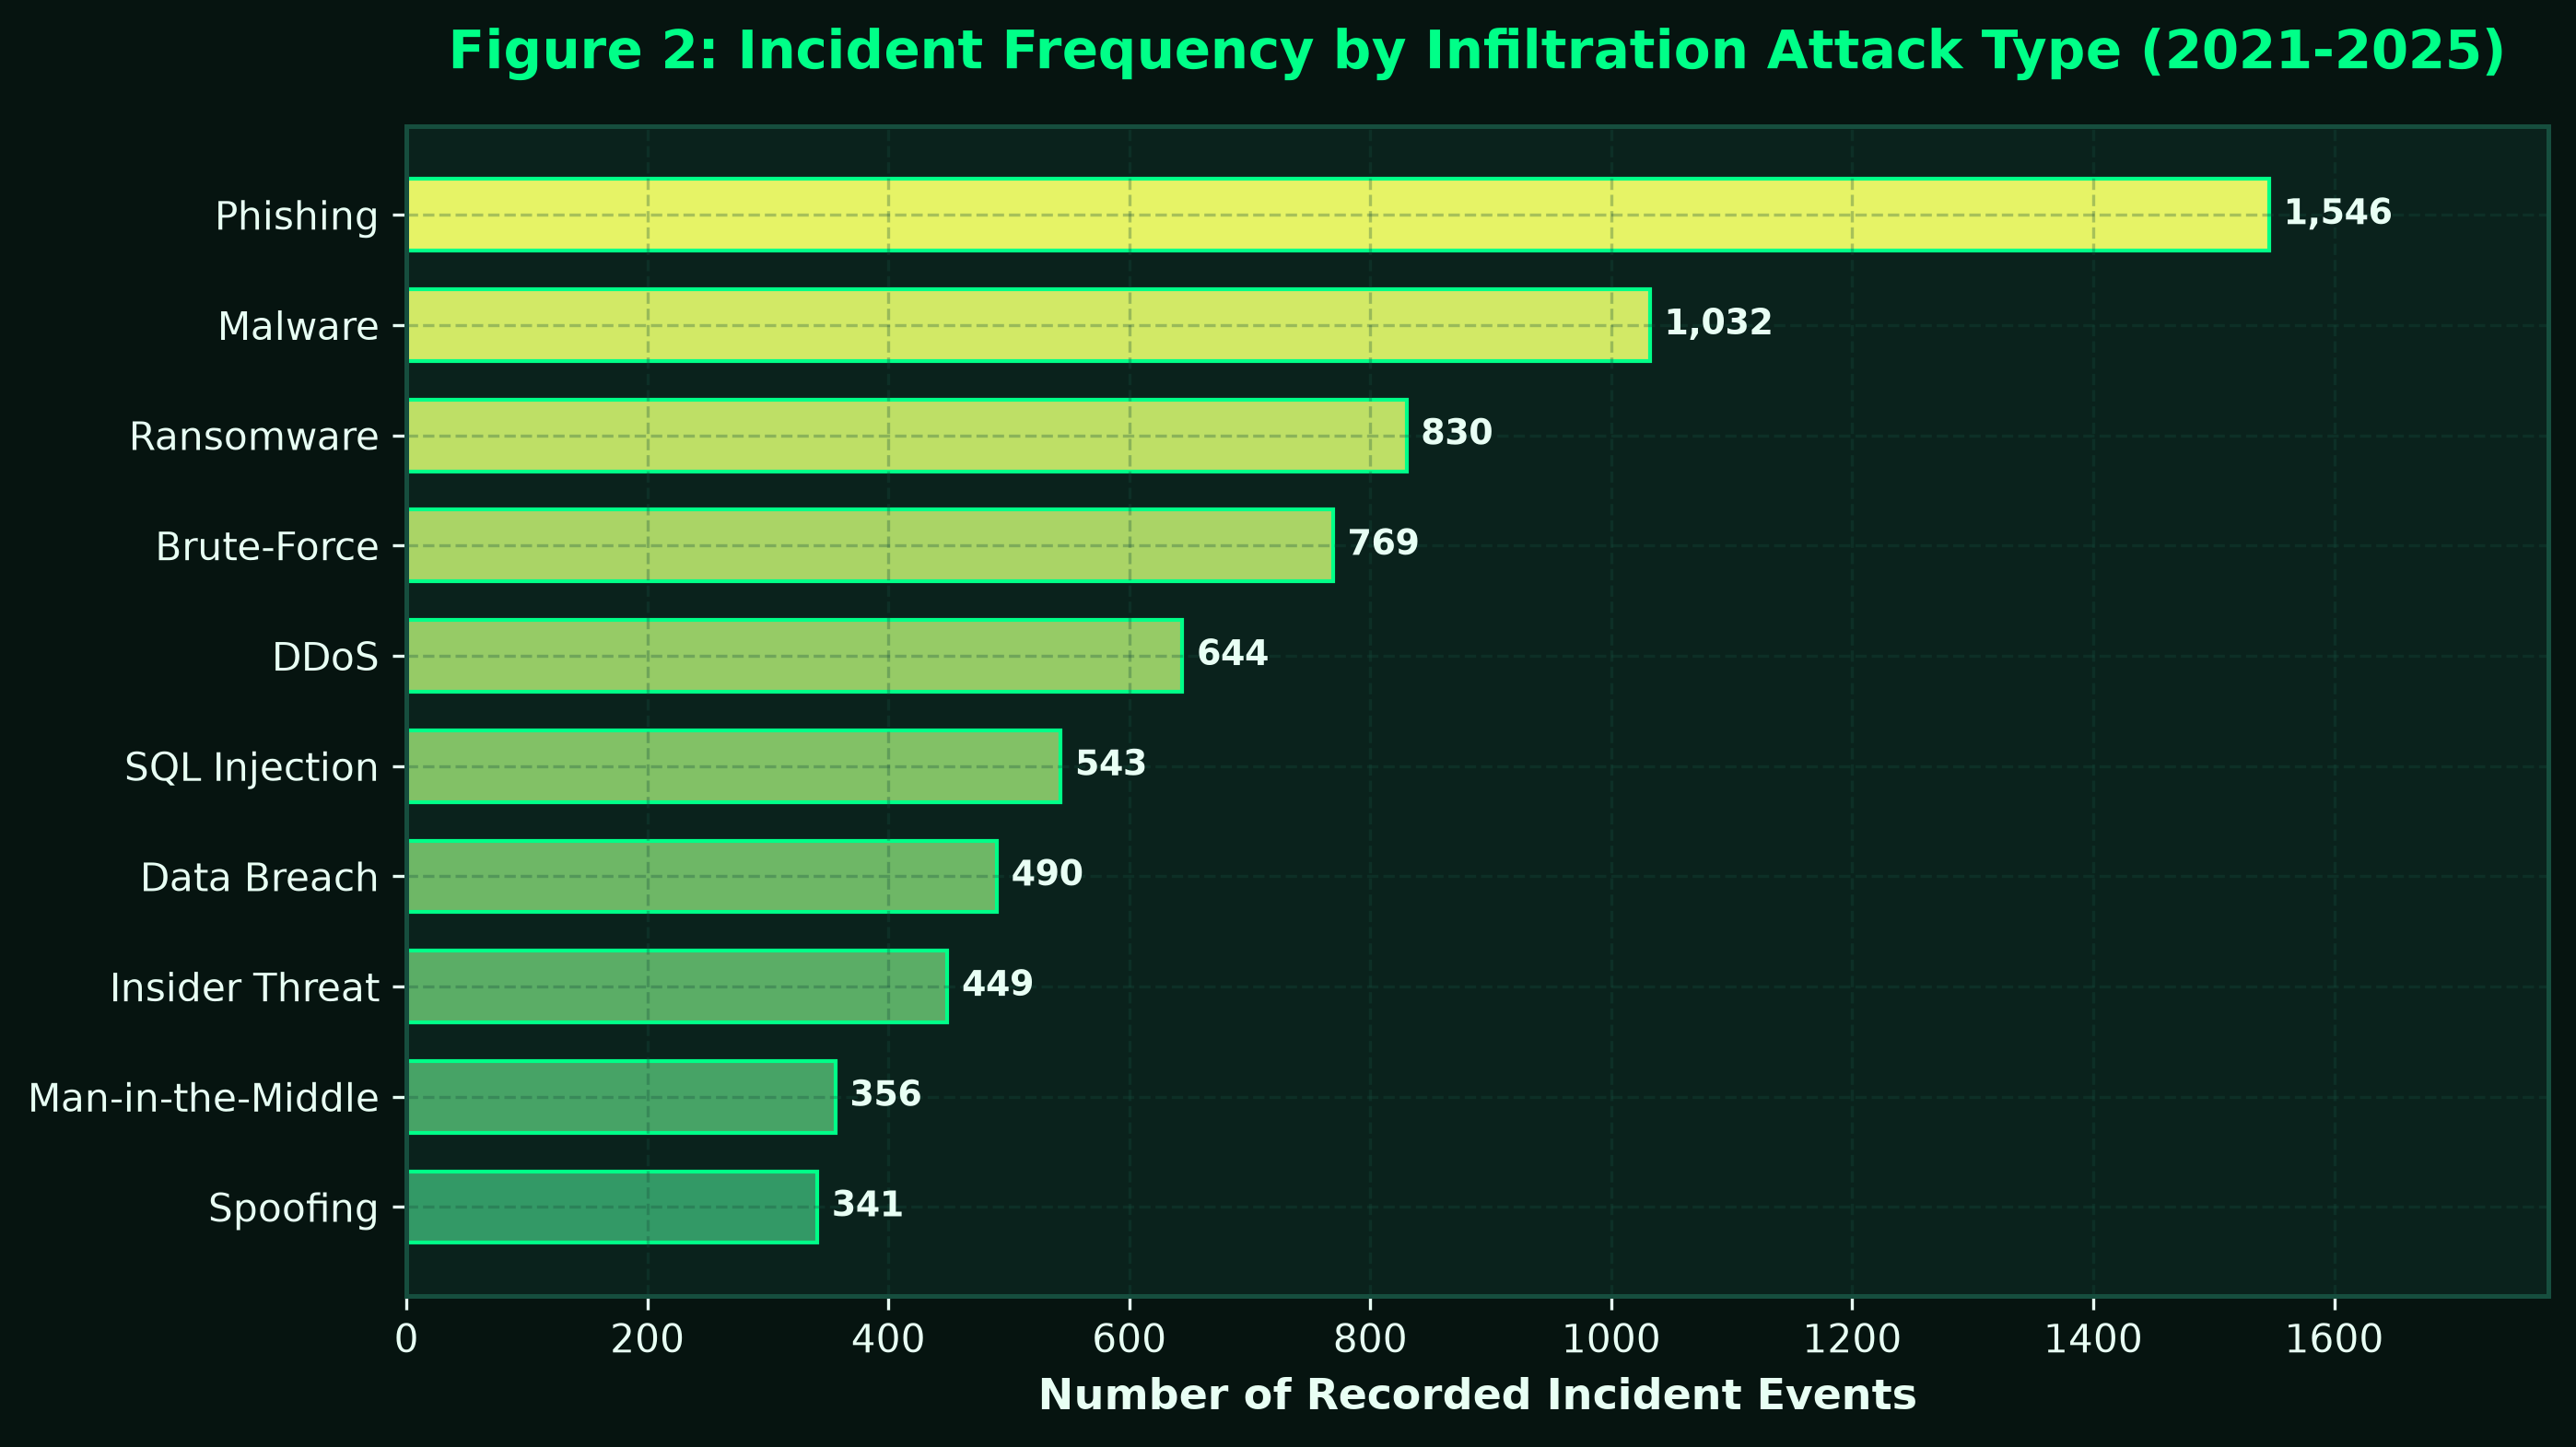 Figure 2: Incident Frequency by Infiltration Attack Type (2021-2025)
Phishing 1,546
Malware 1,032
Ransomware 830
Brute-Force 769
DDoS 644
SQL Injection 543
Data Breach 490
Insider Threat 449
Man-in-the-Middle 356
Spoofing 341
0 200 400 600 800 1000 1200 1400 1600
Number of Recorded Incident Events